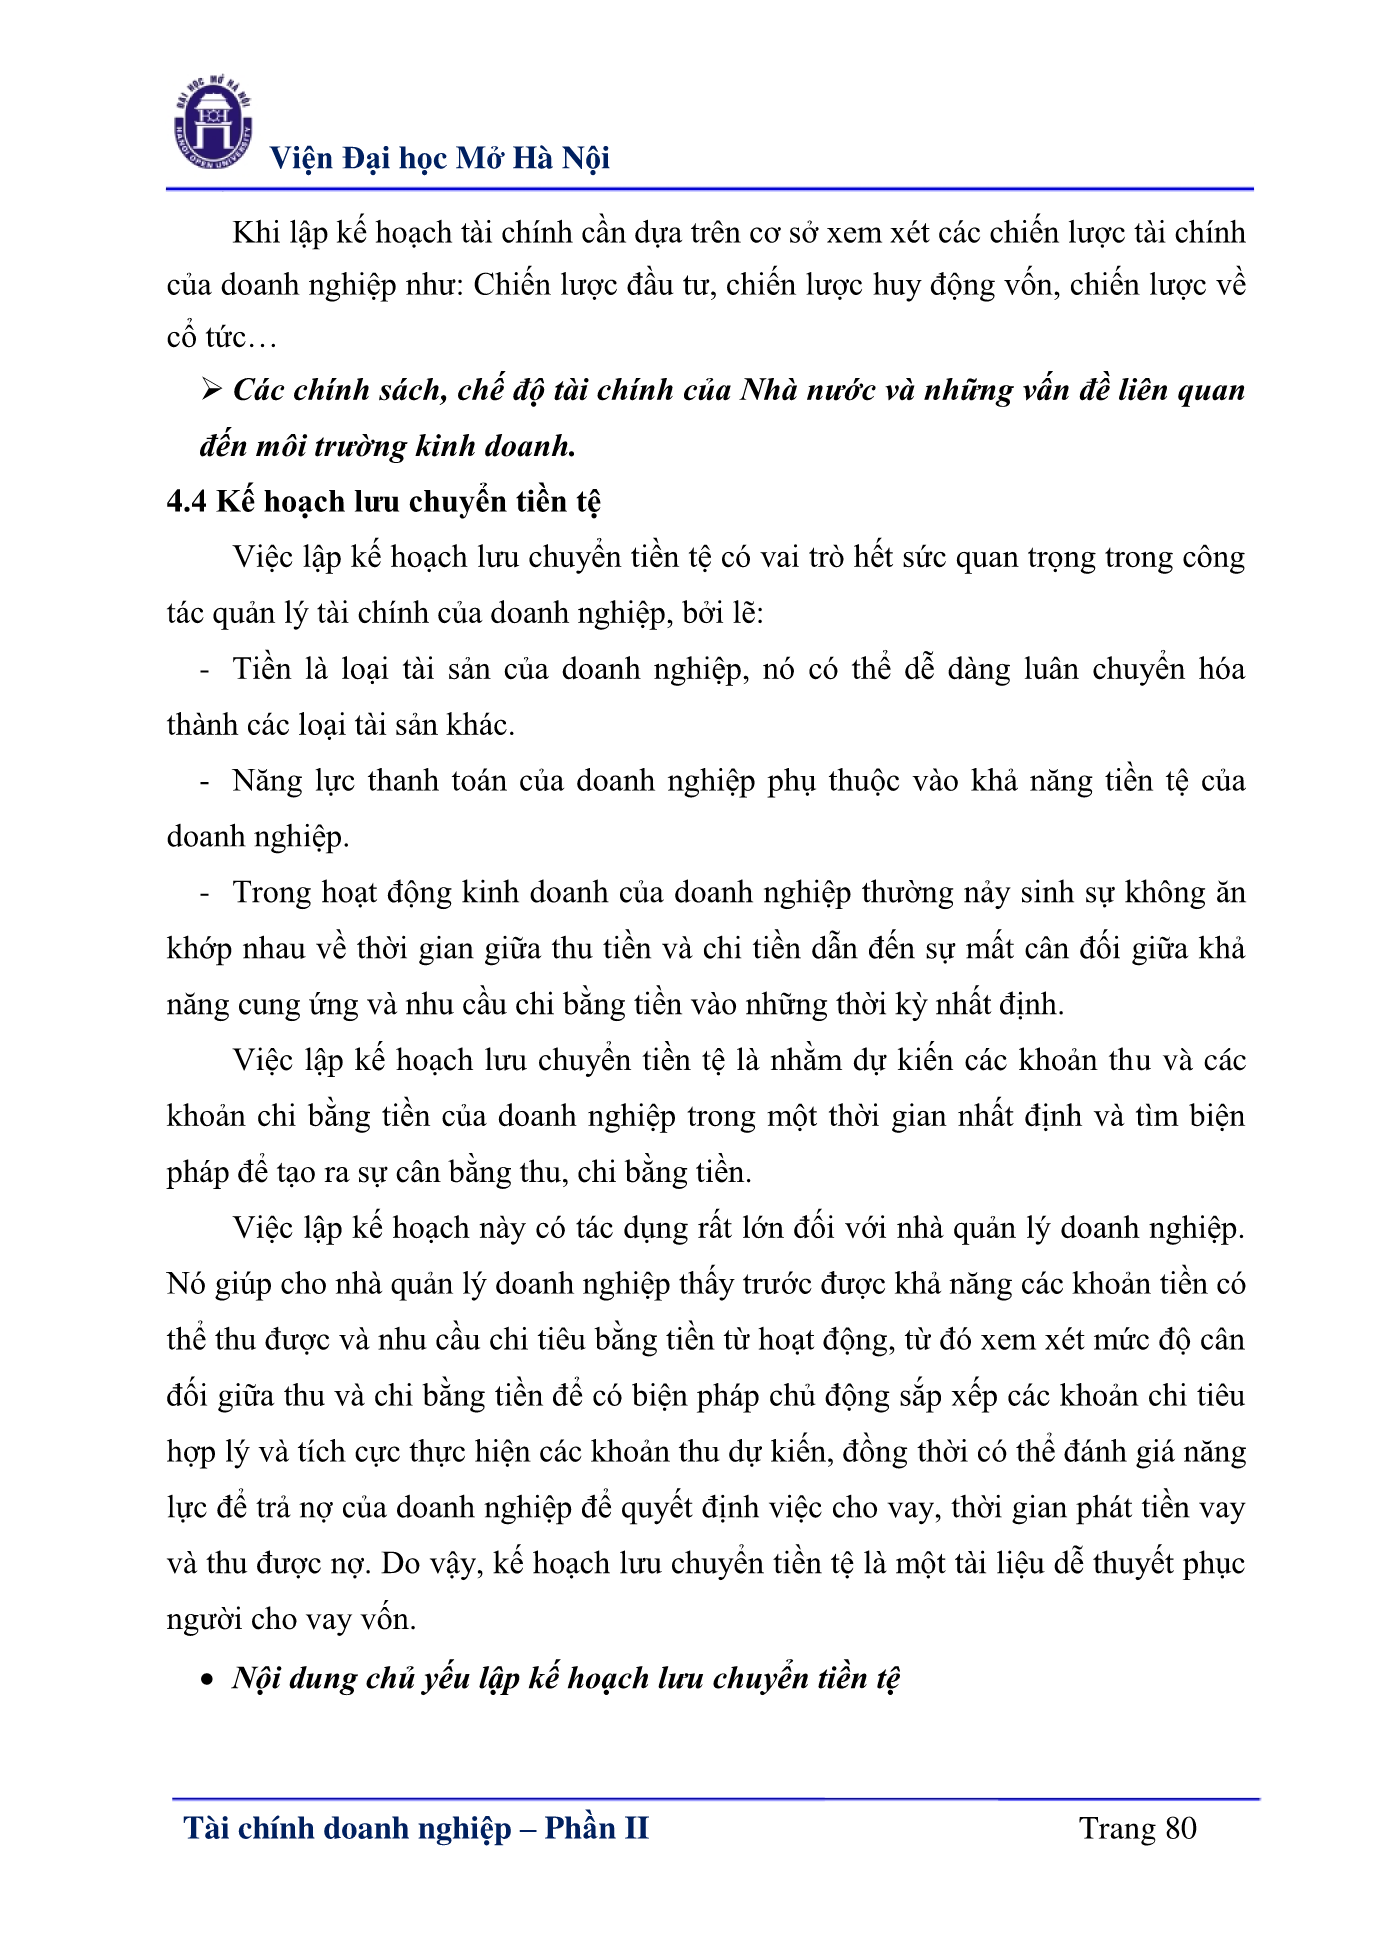 ĐẠI HỌC MỞ HÀ NỘI
HANOI OPEN UNIVERSITY
Viện Đại học Mở Hà Nội
Khi lập kế hoạch tài chính cần dựa trên cơ sở xem xét các chiến lược tài chính
của doanh nghiệp như: Chiến lược đầu tư, chiến lược huy động vốn, chiến lược về
cổ tức…
➢ Các chính sách, chế độ tài chính của Nhà nước và những vấn đề liên quan
đến môi trường kinh doanh.
4.4 Kế hoạch lưu chuyển tiền tệ
Việc lập kế hoạch lưu chuyển tiền tệ có vai trò hết sức quan trọng trong công
tác quản lý tài chính của doanh nghiệp, bởi lẽ:
- Tiền là loại tài sản của doanh nghiệp, nó có thể dễ dàng luân chuyển hóa
thành các loại tài sản khác.
- Năng lực thanh toán của doanh nghiệp phụ thuộc vào khả năng tiền tệ của
doanh nghiệp.
- Trong hoạt động kinh doanh của doanh nghiệp thường nảy sinh sự không ăn
khớp nhau về thời gian giữa thu tiền và chi tiền dẫn đến sự mất cân đối giữa khả
năng cung ứng và nhu cầu chi bằng tiền vào những thời kỳ nhất định.
Việc lập kế hoạch lưu chuyển tiền tệ là nhằm dự kiến các khoản thu và các
khoản chi bằng tiền của doanh nghiệp trong một thời gian nhất định và tìm biện
pháp để tạo ra sự cân bằng thu, chi bằng tiền.
Việc lập kế hoạch này có tác dụng rất lớn đối với nhà quản lý doanh nghiệp.
Nó giúp cho nhà quản lý doanh nghiệp thấy trước được khả năng các khoản tiền có
thể thu được và nhu cầu chi tiêu bằng tiền từ hoạt động, từ đó xem xét mức độ cân
đối giữa thu và chi bằng tiền để có biện pháp chủ động sắp xếp các khoản chi tiêu
hợp lý và tích cực thực hiện các khoản thu dự kiến, đồng thời có thể đánh giá năng
lực để trả nợ của doanh nghiệp để quyết định việc cho vay, thời gian phát tiền vay
và thu được nợ. Do vậy, kế hoạch lưu chuyển tiền tệ là một tài liệu dễ thuyết phục
người cho vay vốn.
• Nội dung chủ yếu lập kế hoạch lưu chuyển tiền tệ
Tài chính doanh nghiệp – Phần II Trang 80